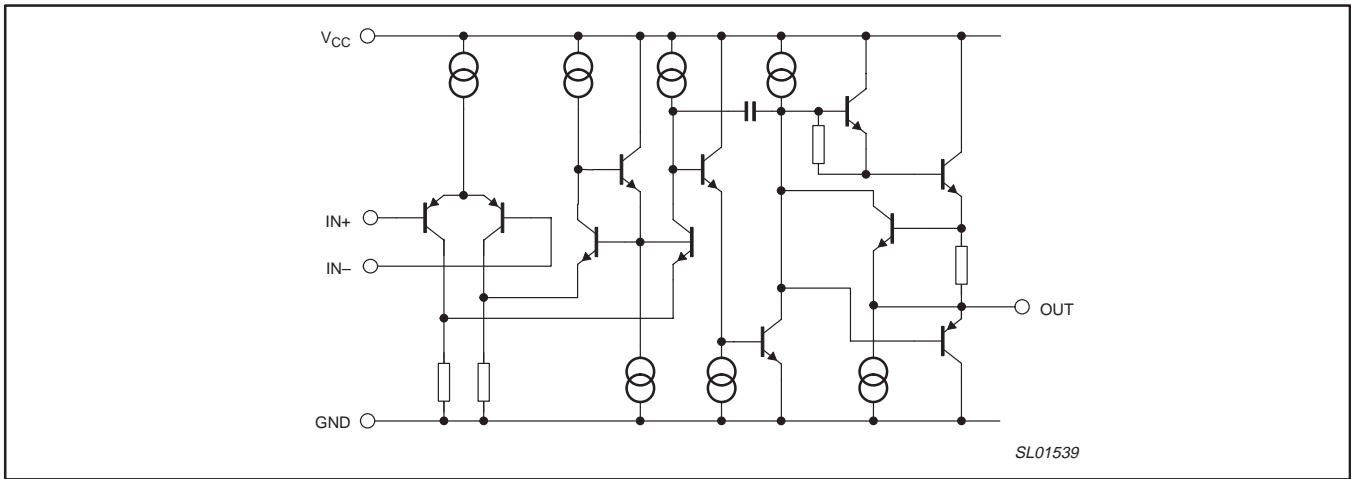 VCC
IN+
IN–
OUT
GND
SL01539